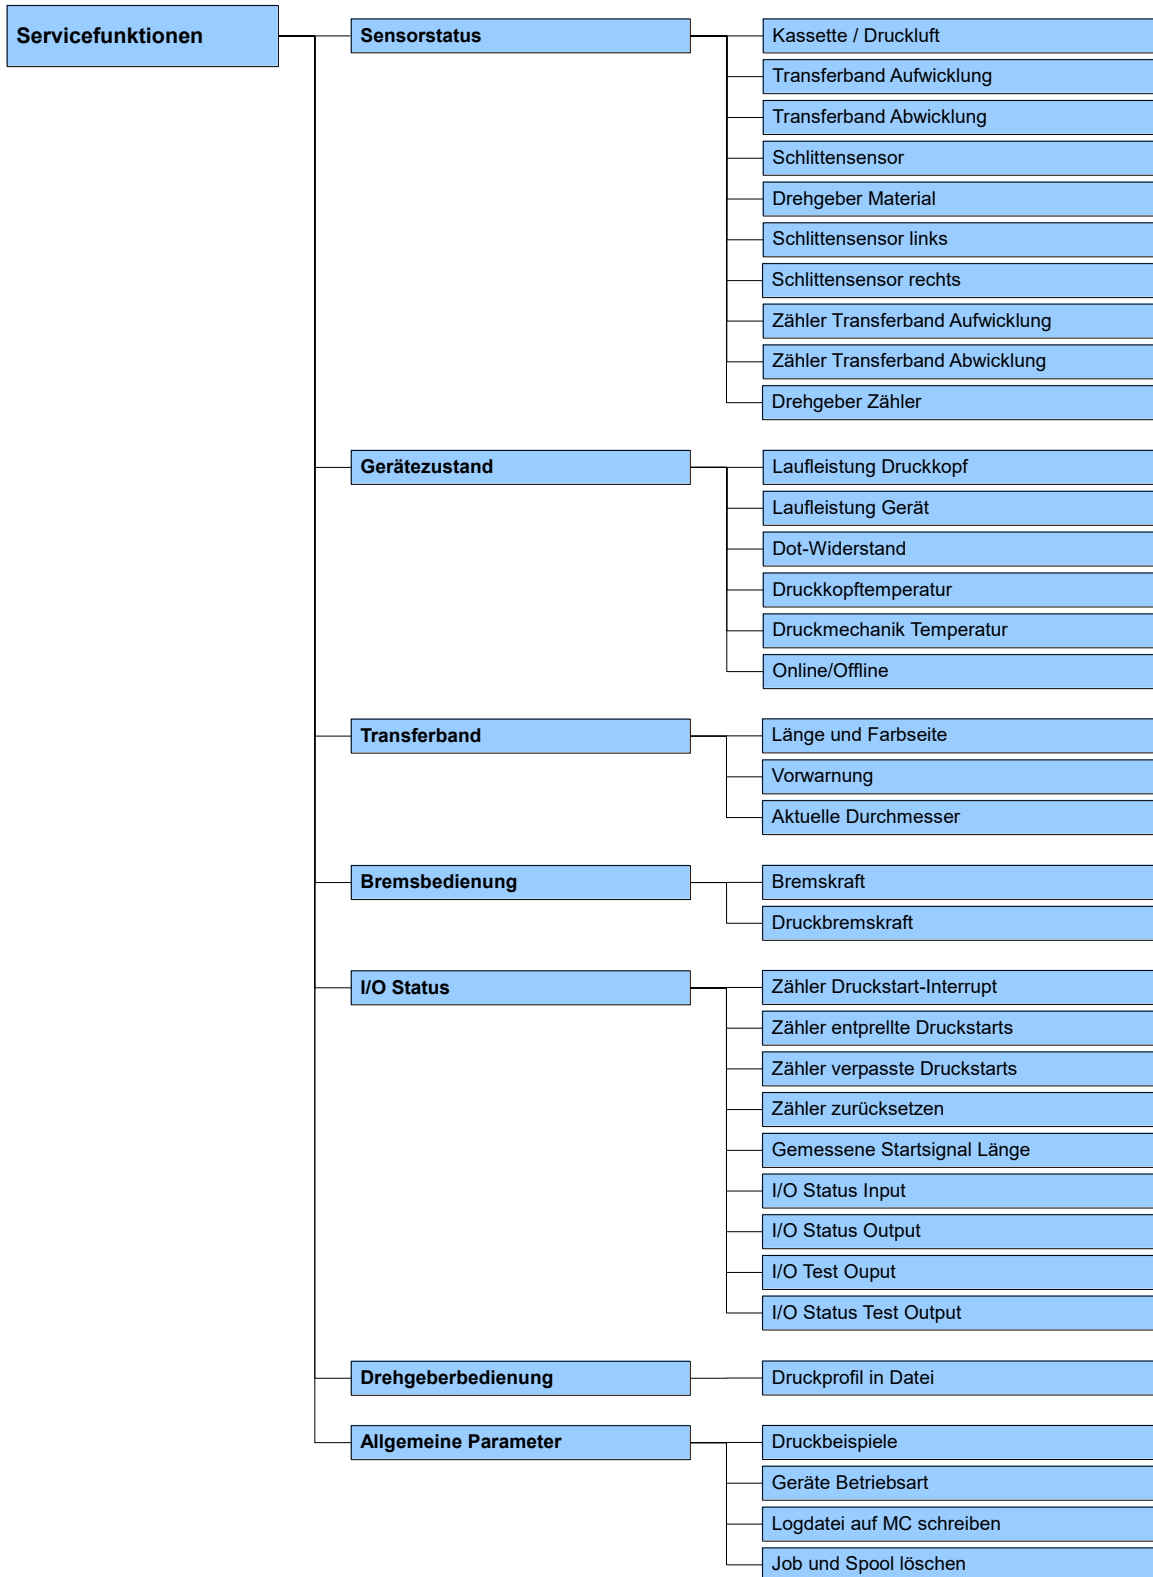 Servicefunktionen
Sensorstatus
Kassette / Druckluft
Transferband Aufwicklung
Transferband Abwicklung
Schlittensensor
Drehgeber Material
Schlittensensor links
Schlittensensor rechts
Zähler Transferband Aufwicklung
Zähler Transferband Abwicklung
Drehgeber Zähler
Gerätezustand
Laufleistung Druckkopf
Laufleistung Gerät
Dot-Widerstand
Druckkopftemperatur
Druckmechanik Temperatur
Online/Offline
Transferband
Länge und Farbseite
Vorwarnung
Aktuelle Durchmesser
Bremsbedienung
Bremskraft
Druckbremskraft
I/O Status
Zähler Druckstart-Interrupt
Zähler entprellte Druckstarts
Zähler verpasste Druckstarts
Zähler zurücksetzen
Gemessene Startsignal Länge
I/O Status Input
I/O Status Output
I/O Test Ouput
I/O Status Test Output
Drehgeberbedienung
Druckprofil in Datei
Allgemeine Parameter
Druckbeispiele
Geräte Betriebsart
Logdatei auf MC schreiben
Job und Spool löschen